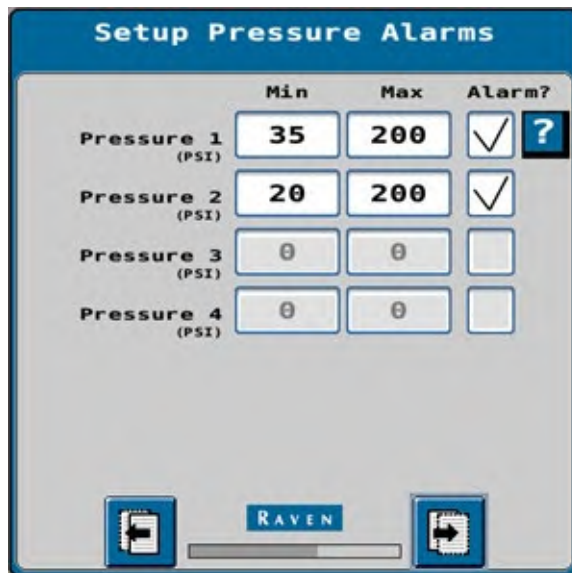 Setup Pressure Alarms
Min Max Alarm?
Pressure 1 35 200 ?
(PSI)
Pressure 2 20 200
(PSI)
Pressure 3 0 0
(PSI)
Pressure 4 0 0
(PSI)
RAVEN